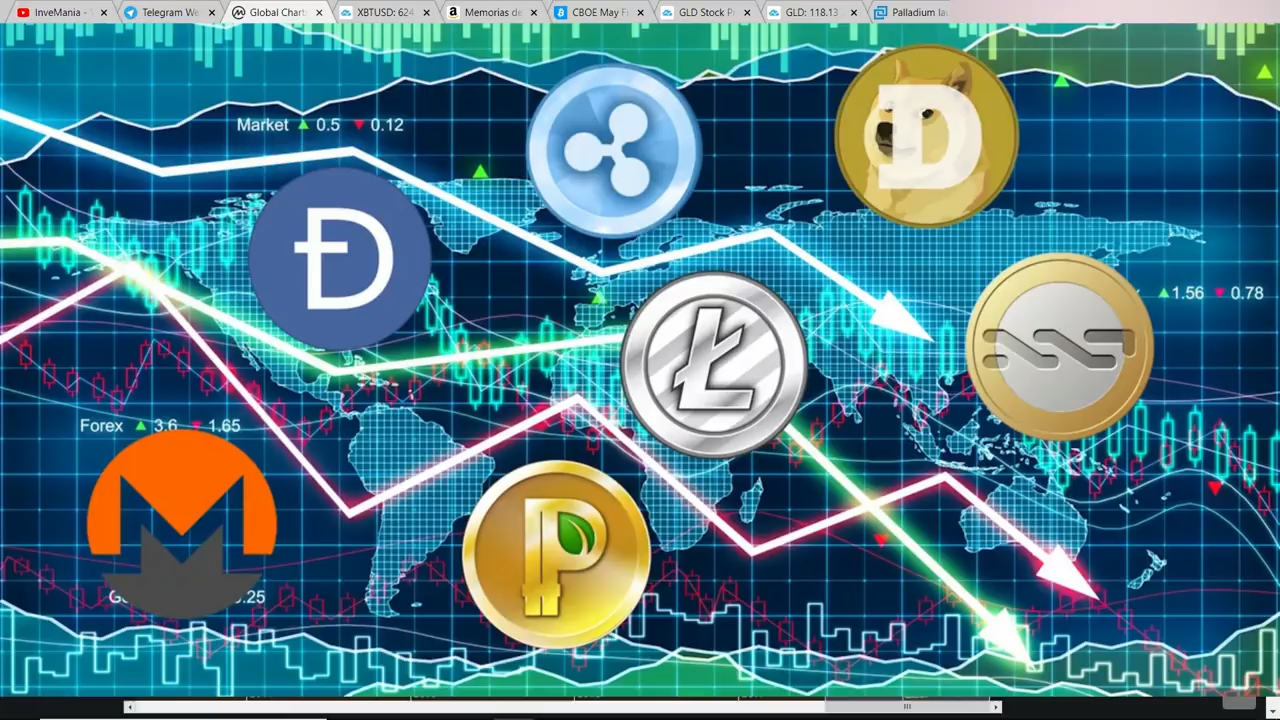 InveMania - Y
Telegram We
Global Chart
XBTUSD: 624
Memorias de
CBOE May Fi
GLD Stock P
GLD: 118.13
Palladium la
Market ▲ 0.5 ▼ 0.12
▲1.56 ▼ 0.78
Forex ▲ 3.6 ▼ 1.65
G .25